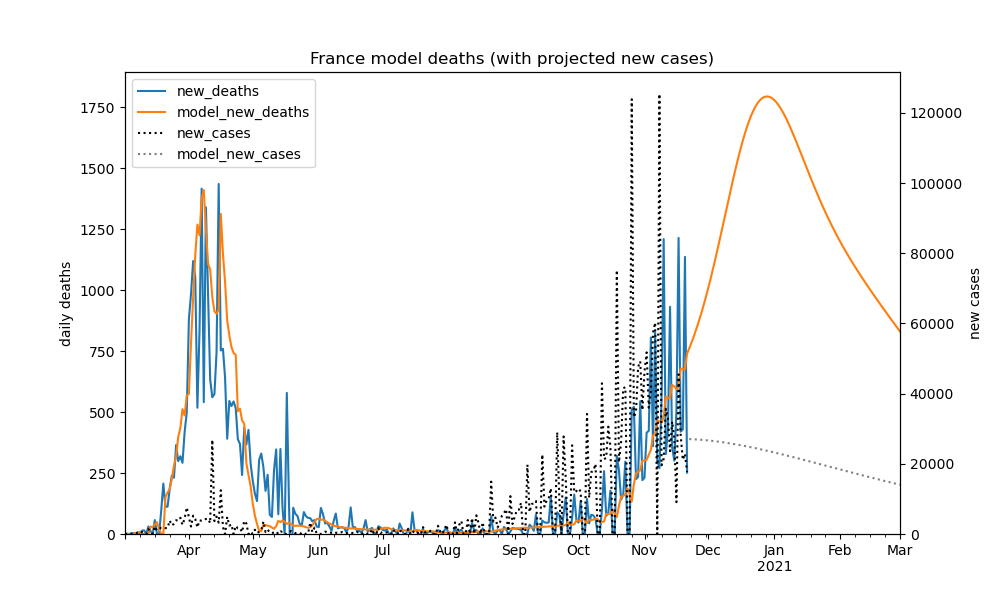 France model deaths (with projected new cases)
new_deaths
model_new_deaths
new_cases
model_new_cases
daily deaths
1750
1500
1250
1000
750
500
250
0
120000
100000
80000
60000
40000
20000
0
new cases
Apr May Jun Jul Aug Sep Oct Nov Dec Jan Feb Mar
2021